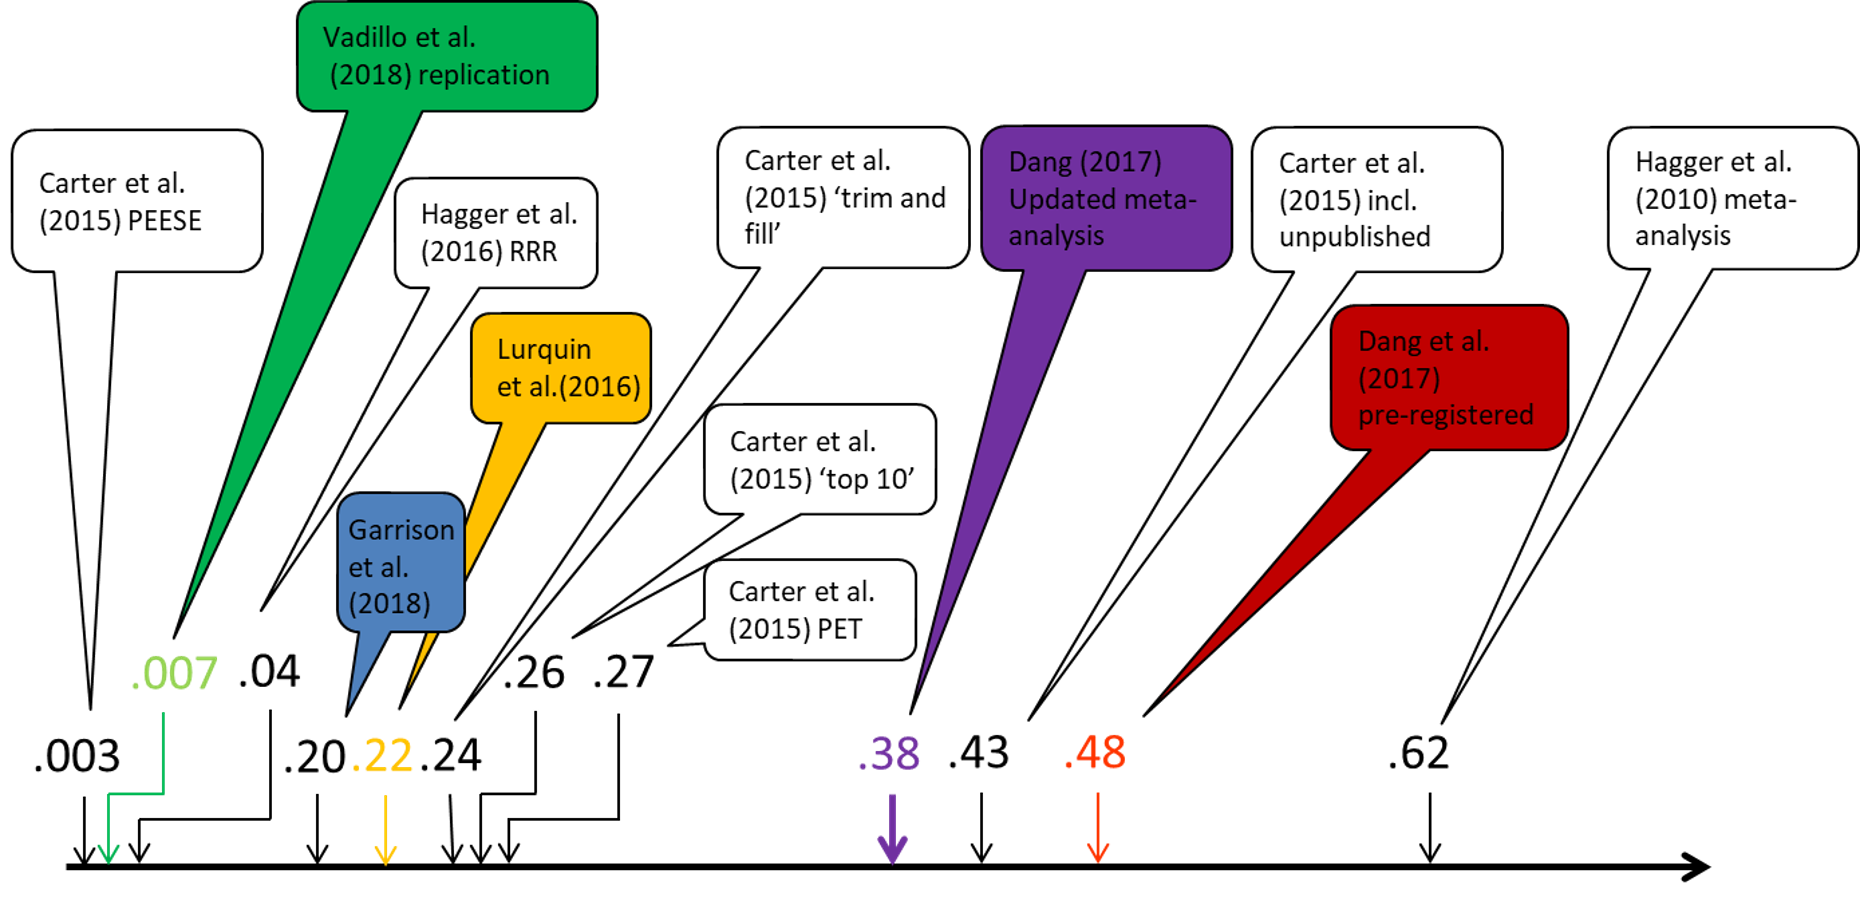 Vadillo et al.
(2018) replication
Carter et al.
(2015) PEESE
Hagger et al.
(2016) RRR
Carter et al.
(2015) ‘trim and
fill’
Dang (2017)
Updated meta-
analysis
Carter et al.
(2015) incl.
unpublished
Hagger et al.
(2010) meta-
analysis
Lurquin
et al.(2016)
Dang et al.
(2017)
pre-registered
Carter et al.
(2015) ‘top 10’
Garrison
et al.
(2018)
Carter et al.
(2015) PET
.007
.04
.26
.27
.003
.20
.22
.24
.38
.43
.48
.62